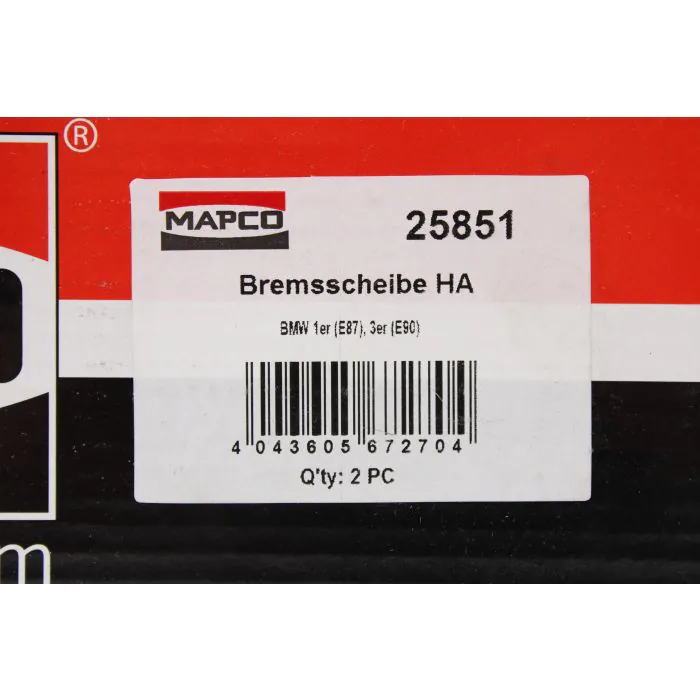 ®
MAPCO
25851
Bremsscheibe HA
BMW 1er (E87), 3er (E90)
4 043605 672704
Q'ty: 2 PC
m